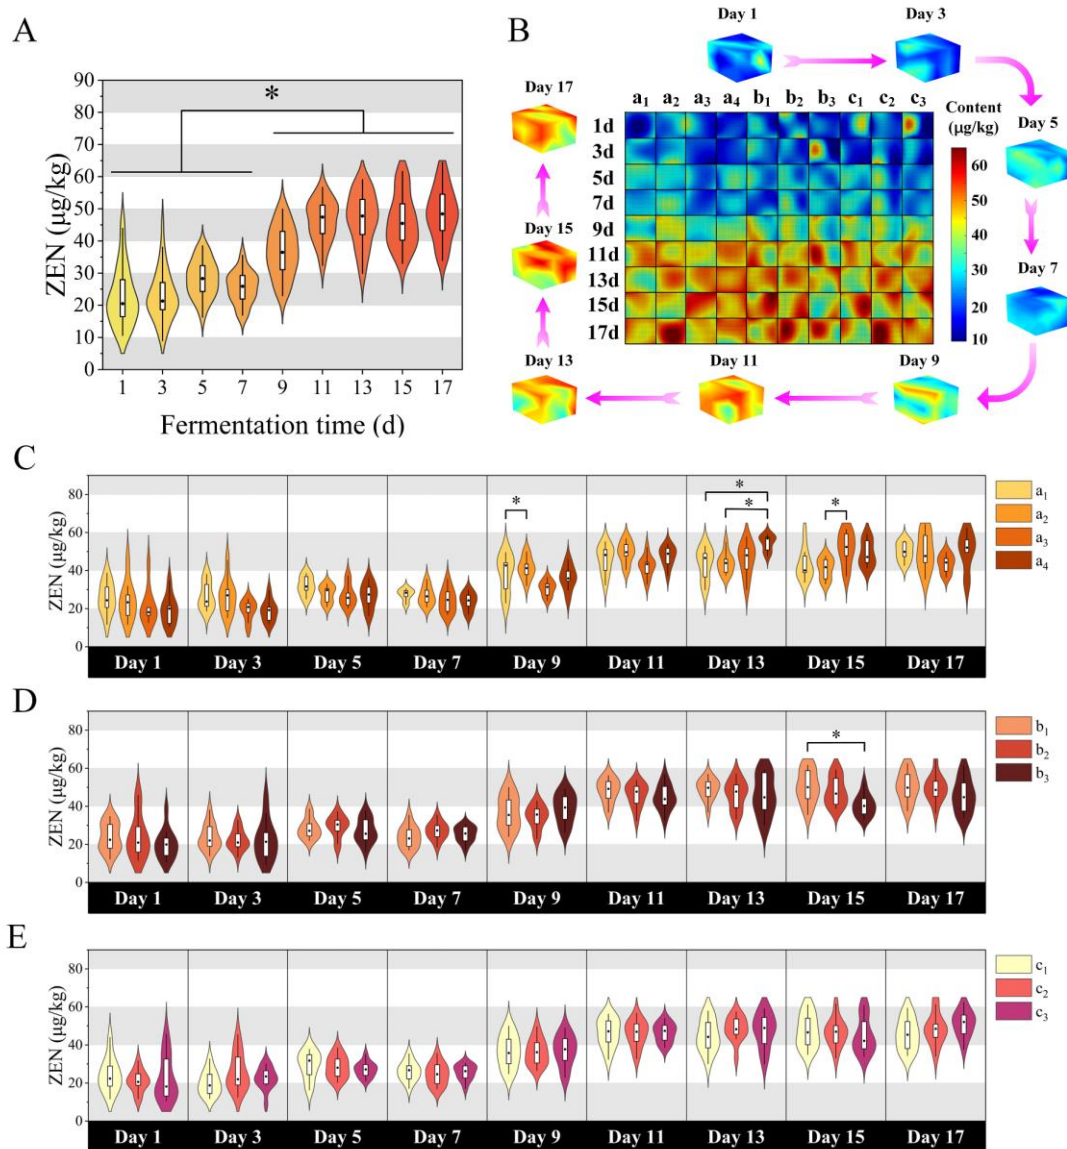 A
ZEN (µg/kg)
90
80
70
60
50
40
30
20
10
0
*
1 3 5 7 9 11 13 15 17
Fermentation time (d)
B
Day 1
Day 3
Day 5
Day 7
Day 9
Day 11
Day 13
Day 15
Day 17
a₁ a₂ a₃ a₄ b₁ b₂ b₃ c₁ c₂ c₃
1d
3d
5d
7d
9d
11d
13d
15d
17d
Content
(µg/kg)
60
50
40
30
20
10
C
ZEN (µg/kg)
80
60
40
20
0
*
*
*
*
Day 1 Day 3 Day 5 Day 7 Day 9 Day 11 Day 13 Day 15 Day 17
a₁
a₂
a₃
a₄
D
ZEN (µg/kg)
80
60
40
20
0
*
Day 1 Day 3 Day 5 Day 7 Day 9 Day 11 Day 13 Day 15 Day 17
b₁
b₂
b₃
E
ZEN (µg/kg)
80
60
40
20
0
Day 1 Day 3 Day 5 Day 7 Day 9 Day 11 Day 13 Day 15 Day 17
c₁
c₂
c₃